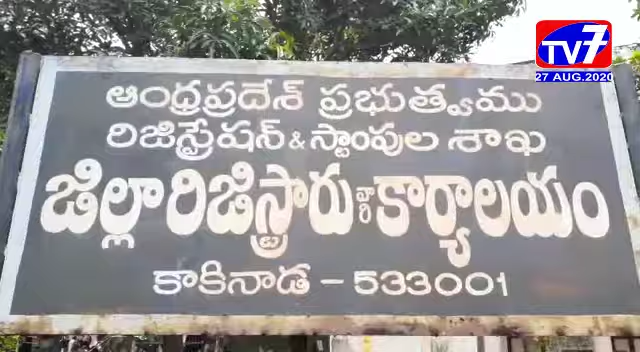 TV7
27 AUG.2020
ఆంధ్రప్రదేశ్ ప్రభుత్వము
రిజిస్ట్రేషన్ & స్టాంపుల శాఖ
జిల్లా రిజిస్ట్రారు వారి కార్యాలయం
కాకినాడ - 533001